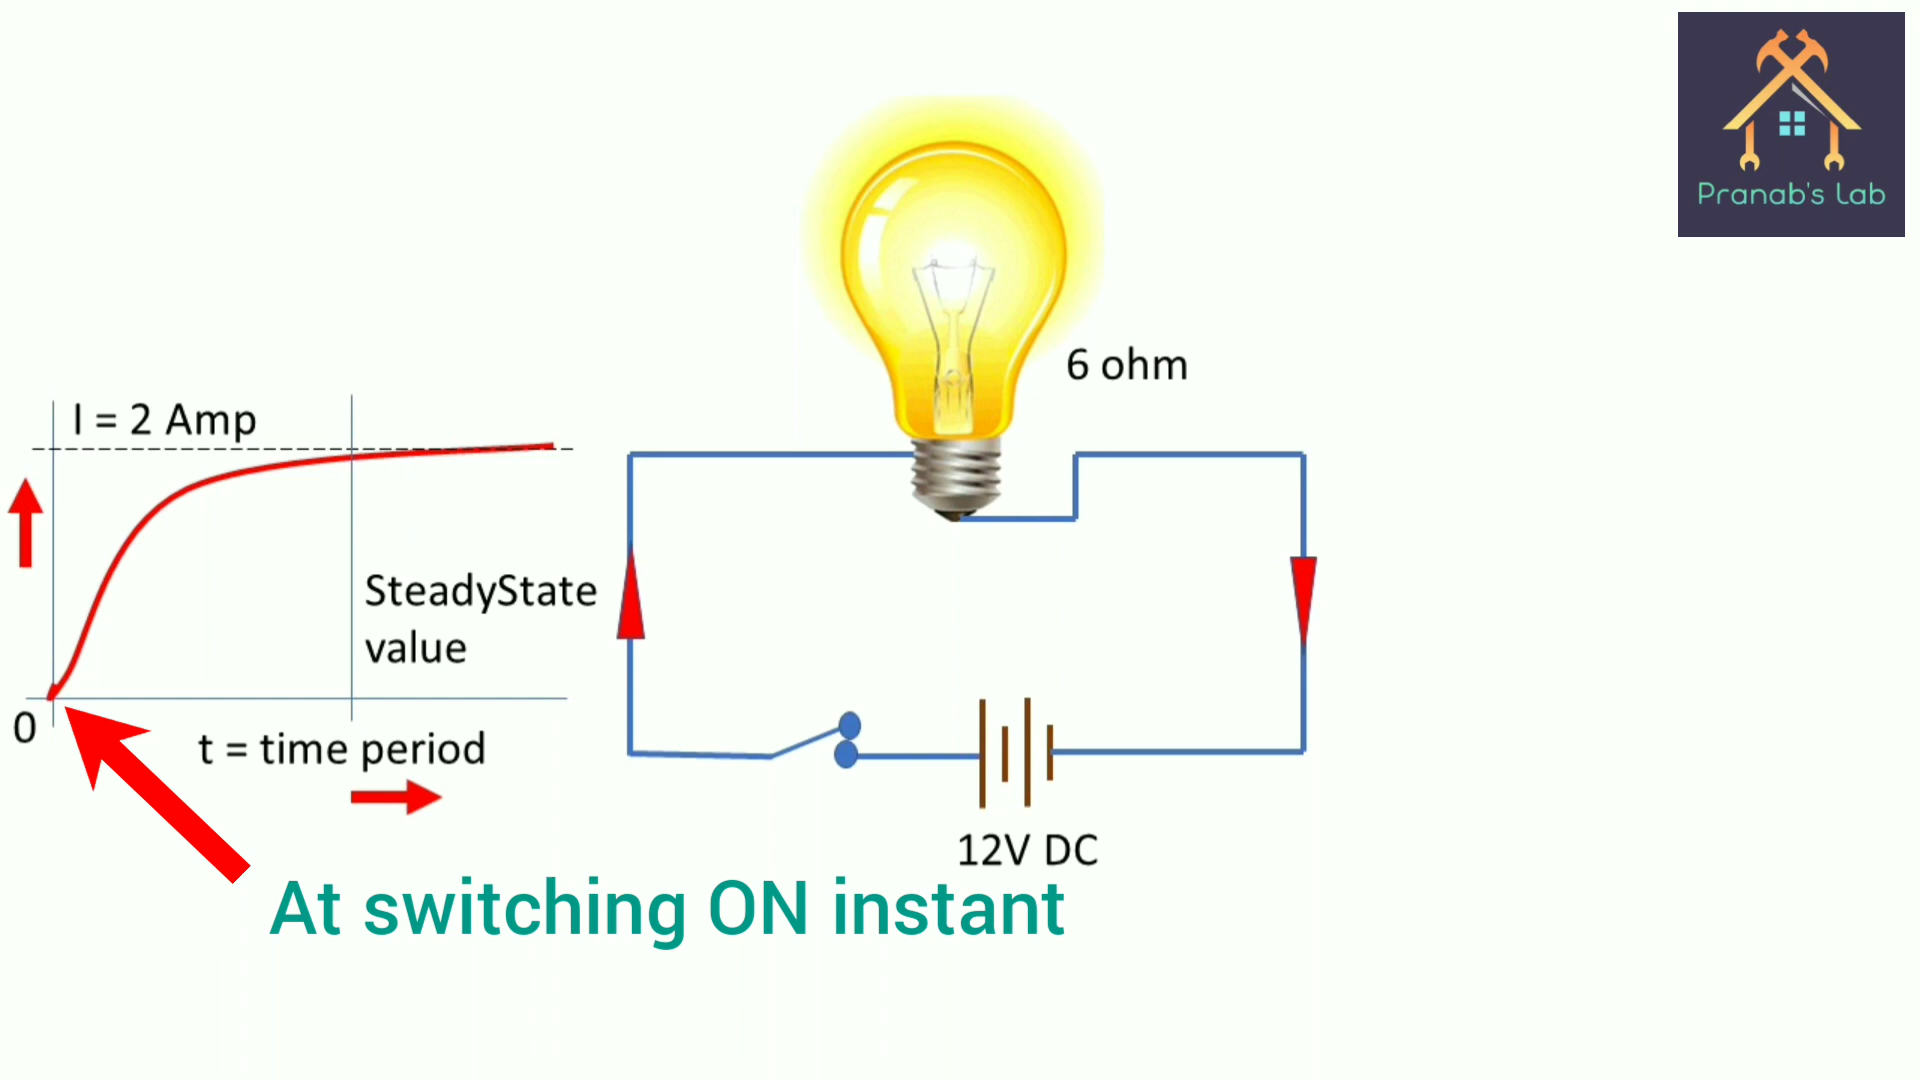 Pranab's Lab
6 ohm
I = 2 Amp
SteadyState
value
0
t = time period
12V DC
At switching ON instant